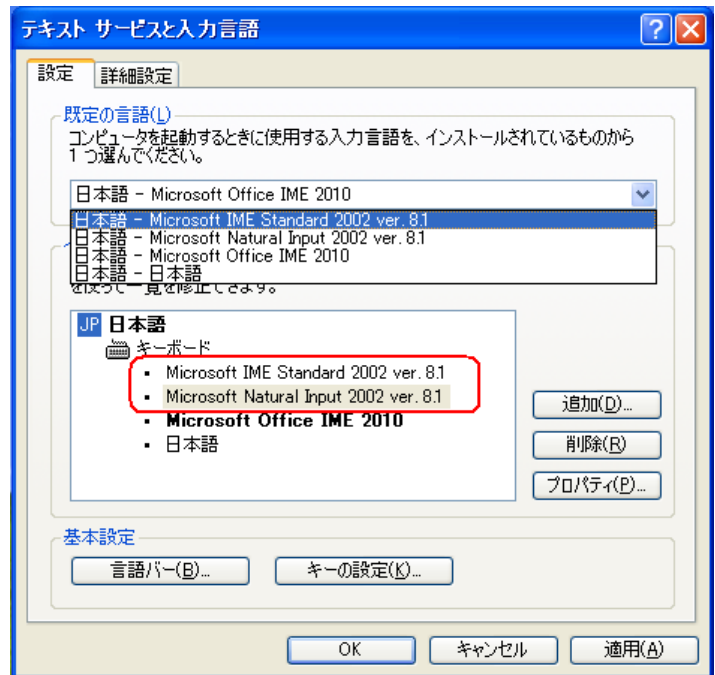 テキスト サービスと入力言語
設定
詳細設定
既定の言語(L)
コンピュータを起動するときに使用する入力言語を、インストールされているものから
1 つ選んでください。
日本語 - Microsoft Office IME 2010
日本語 - Microsoft IME Standard 2002 ver. 8.1
日本語 - Microsoft Natural Input 2002 ver. 8.1
日本語 - Microsoft Office IME 2010
日本語 - 日本語
を使って一覧を修正できます。
JP 日本語
キーボード
Microsoft IME Standard 2002 ver. 8.1
Microsoft Natural Input 2002 ver. 8.1
Microsoft Office IME 2010
日本語
追加(D)...
削除(R)
プロパティ(P)...
基本設定
言語バー(B)...
キーの設定(K)...
OK
キャンセル
適用(A)